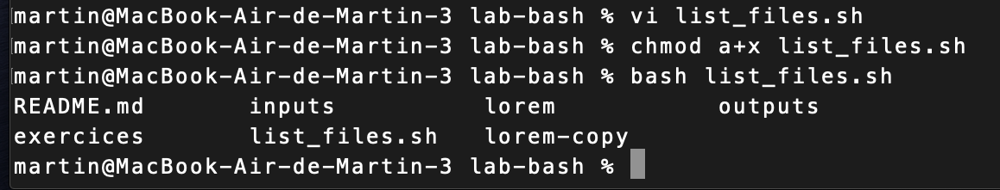 martin@MacBook-Air-de-Martin-3 lab-bash % vi list_files.sh
martin@MacBook-Air-de-Martin-3 lab-bash % chmod a+x list_files.sh
martin@MacBook-Air-de-Martin-3 lab-bash % bash list_files.sh
README.md inputs lorem outputs
exercices list_files.sh lorem-copy
martin@MacBook-Air-de-Martin-3 lab-bash %